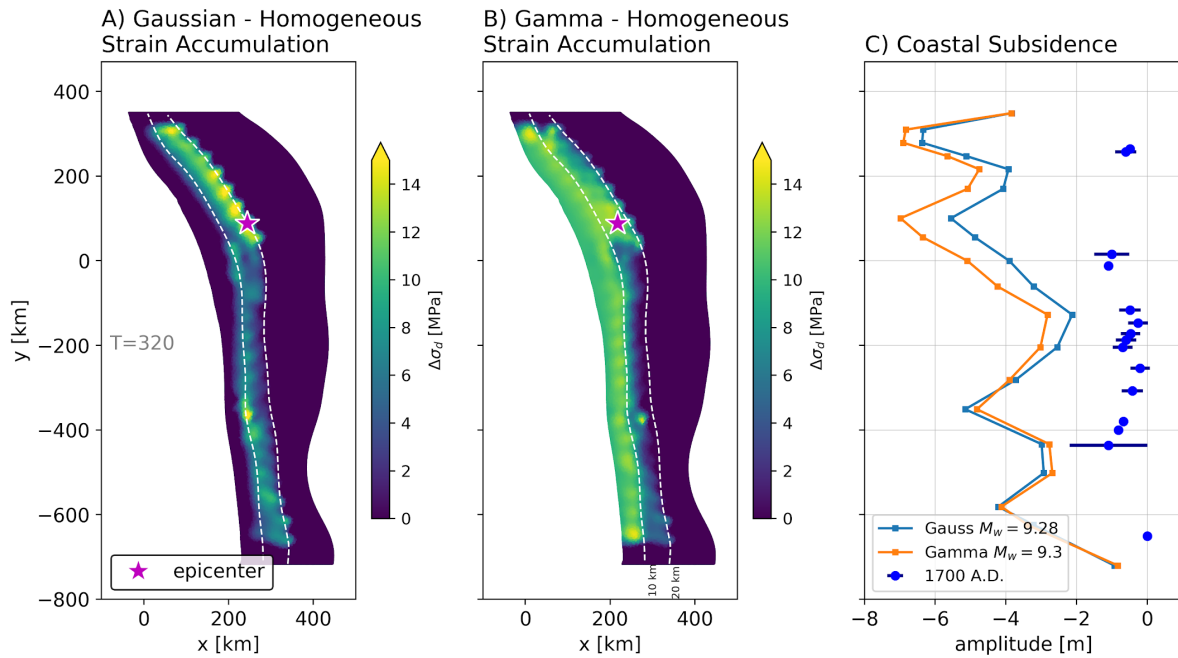 A) Gaussian - Homogeneous
Strain Accumulation
B) Gamma - Homogeneous
Strain Accumulation
C) Coastal Subsidence
400
200
0
−200
−400
−600
−800
y [km]
T=320
epicenter
0
200
400
x [km]
14
12
10
8
6
4
2
0
Δσd [MPa]
10 km
20 km
0
200
400
x [km]
14
12
10
8
6
4
2
0
Δσd [MPa]
Gauss Mw = 9.28
Gamma Mw = 9.3
1700 A.D.
−8
−6
−4
−2
0
amplitude [m]